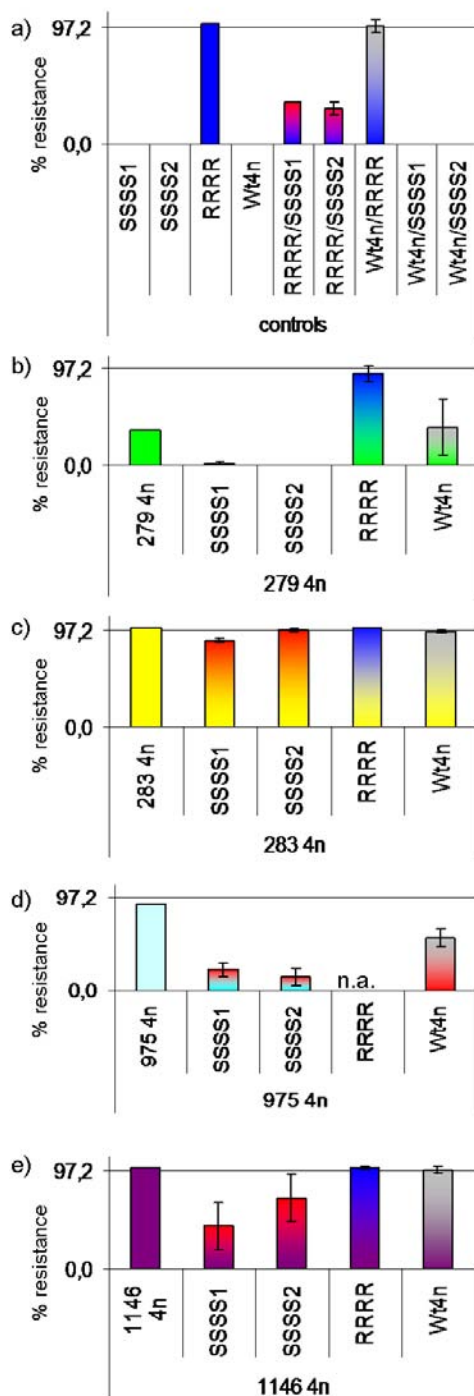 a)
97,2
0,0
% resistance
SSSS1
SSSS2
RRRR
Wt4n
RRRR/SSSS1
RRRR/SSSS2
Wt4n/RRRR
Wt4n/SSSS1
Wt4n/SSSS2
controls
b)
97,2
0,0
% resistance
279 4n
SSSS1
SSSS2
RRRR
Wt4n
279 4n
c)
97,2
0,0
% resistance
283 4n
SSSS1
SSSS2
RRRR
Wt4n
283 4n
d)
97,2
0,0
% resistance
n.a.
975 4n
SSSS1
SSSS2
RRRR
Wt4n
975 4n
e)
97,2
0,0
% resistance
1146
4n
SSSS1
SSSS2
RRRR
Wt4n
1146 4n